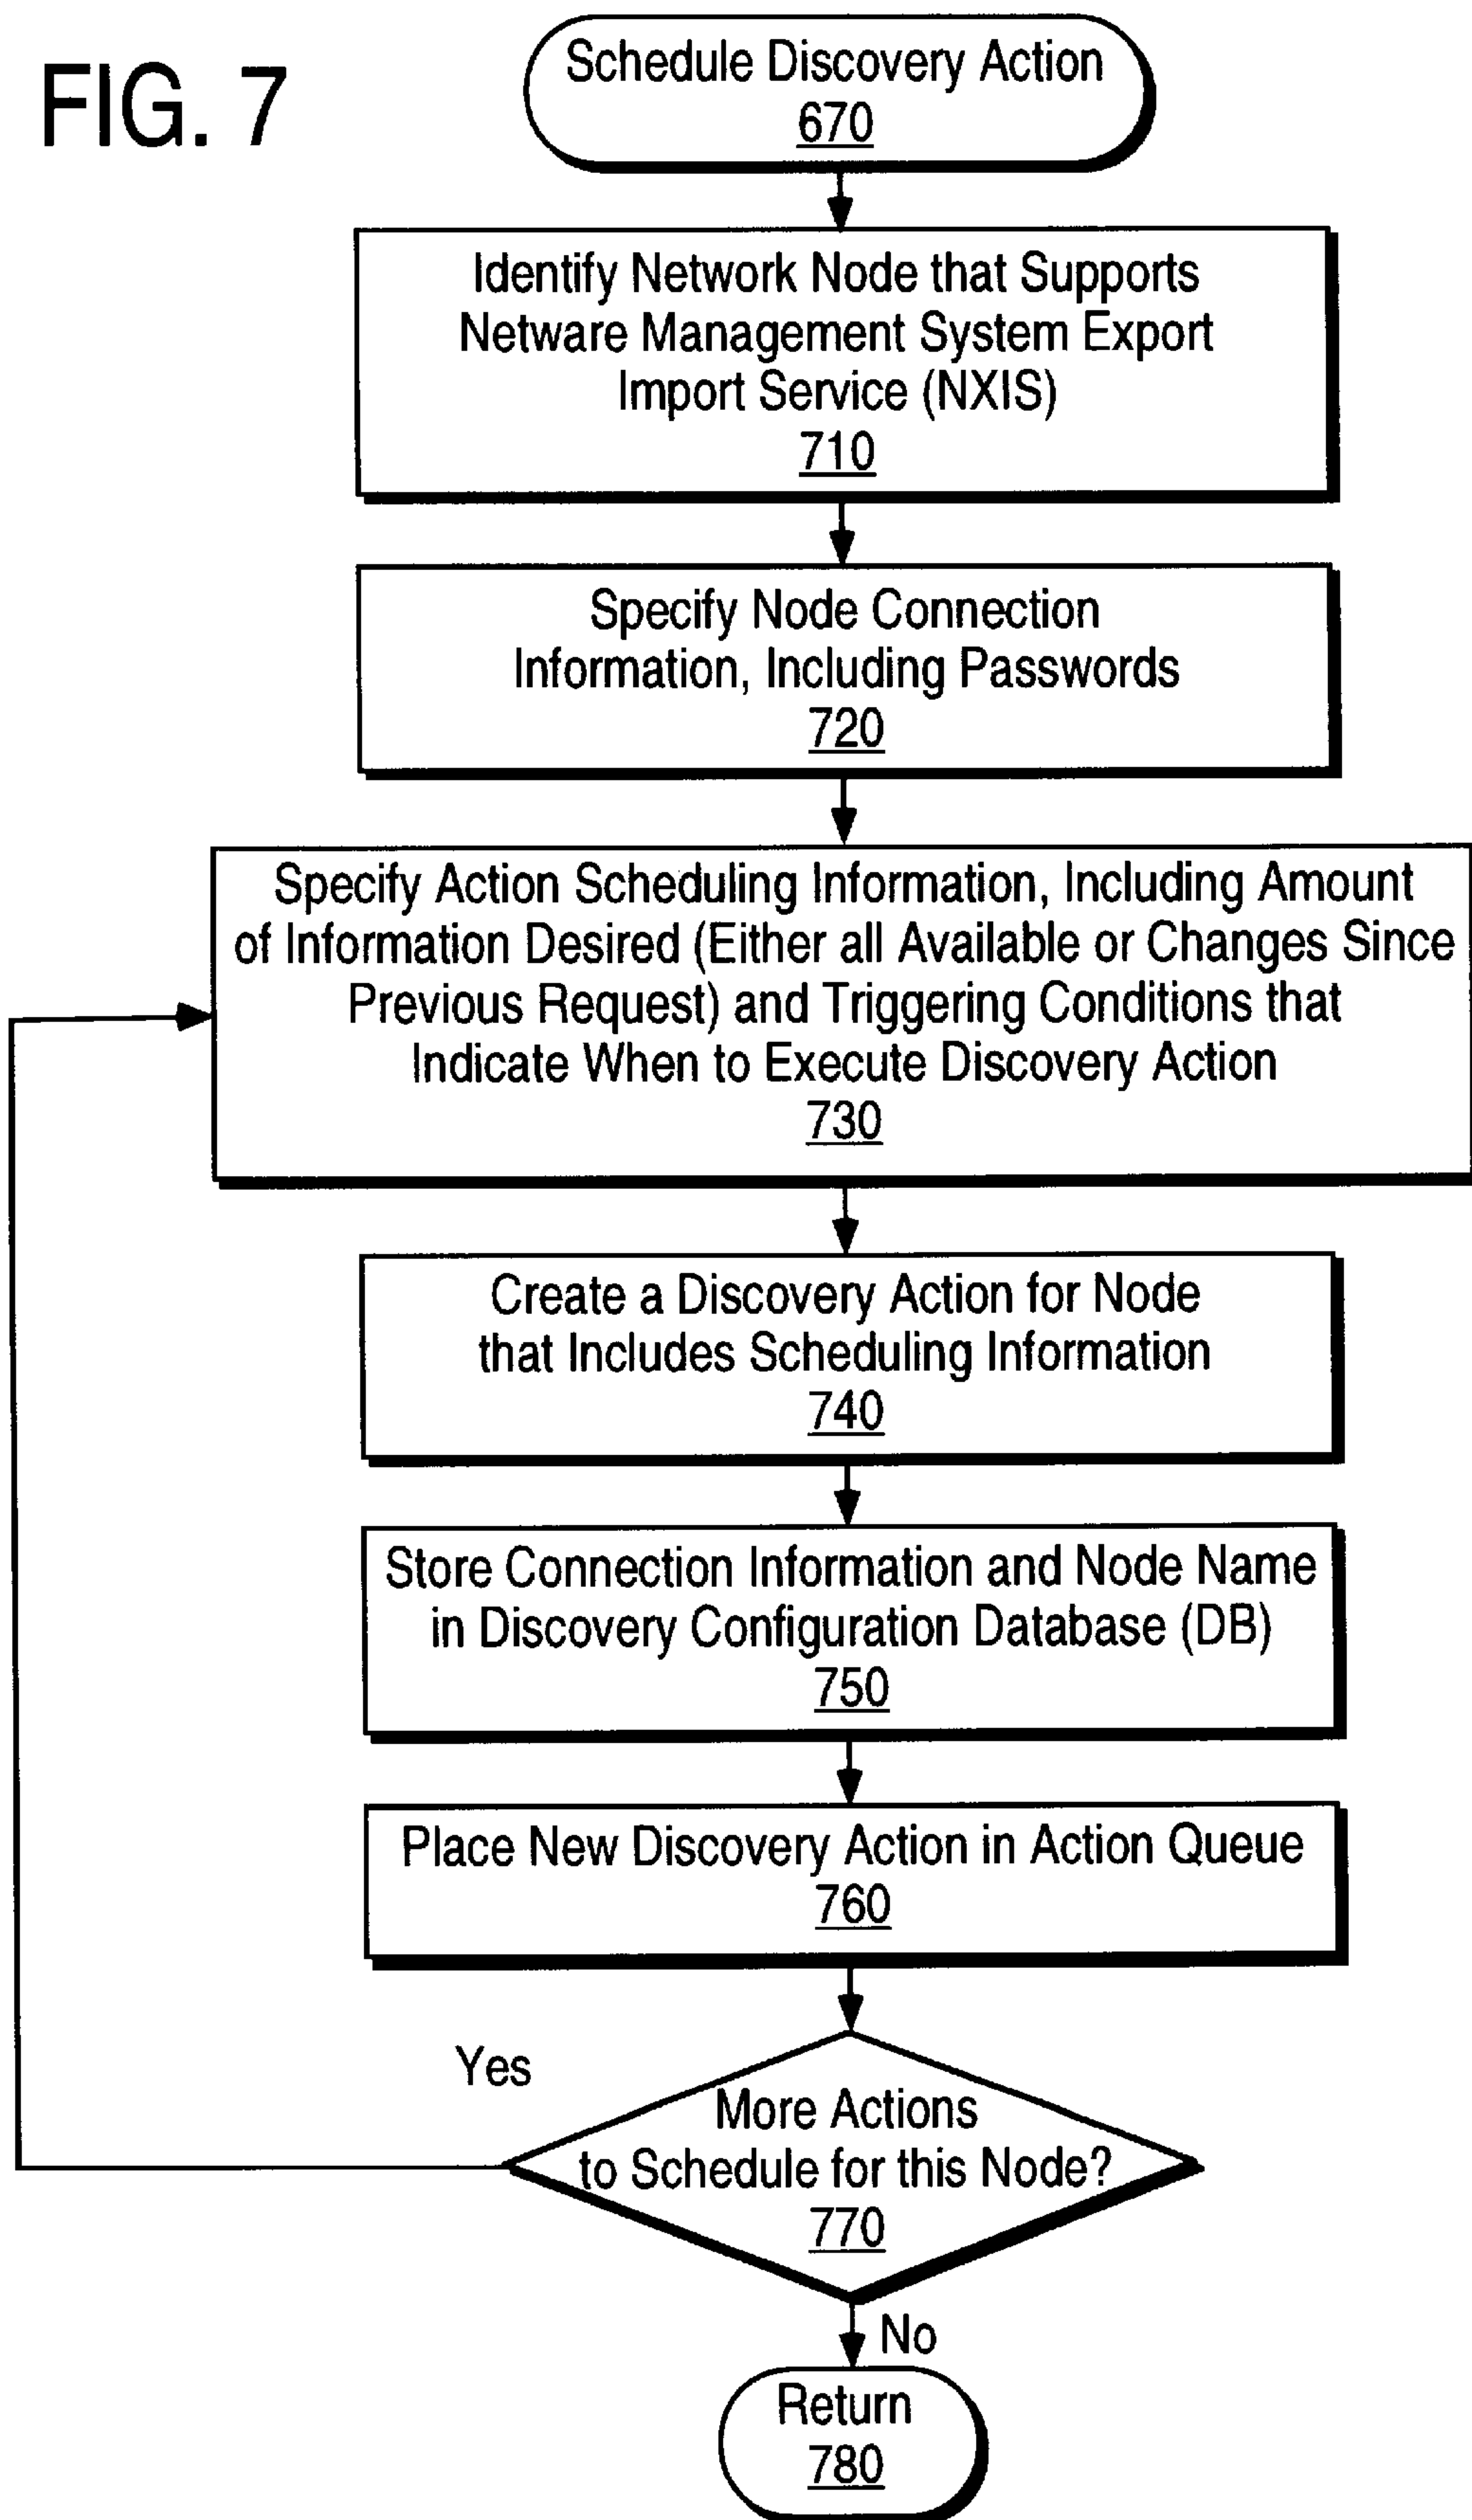 FIG. 7
Schedule Discovery Action
670
Identify Network Node that Supports
Netware Management System Export
Import Service (NXIS)
710
Specify Node Connection
Information, Including Passwords
720
Specify Action Scheduling Information, Including Amount
of Information Desired (Either all Available or Changes Since
Previous Request) and Triggering Conditions that
Indicate When to Execute Discovery Action
730
Create a Discovery Action for Node
that Includes Scheduling Information
740
Store Connection Information and Node Name
in Discovery Configuration Database (DB)
750
Place New Discovery Action in Action Queue
760
Yes
More Actions
to Schedule for this Node?
770
No
Return
780